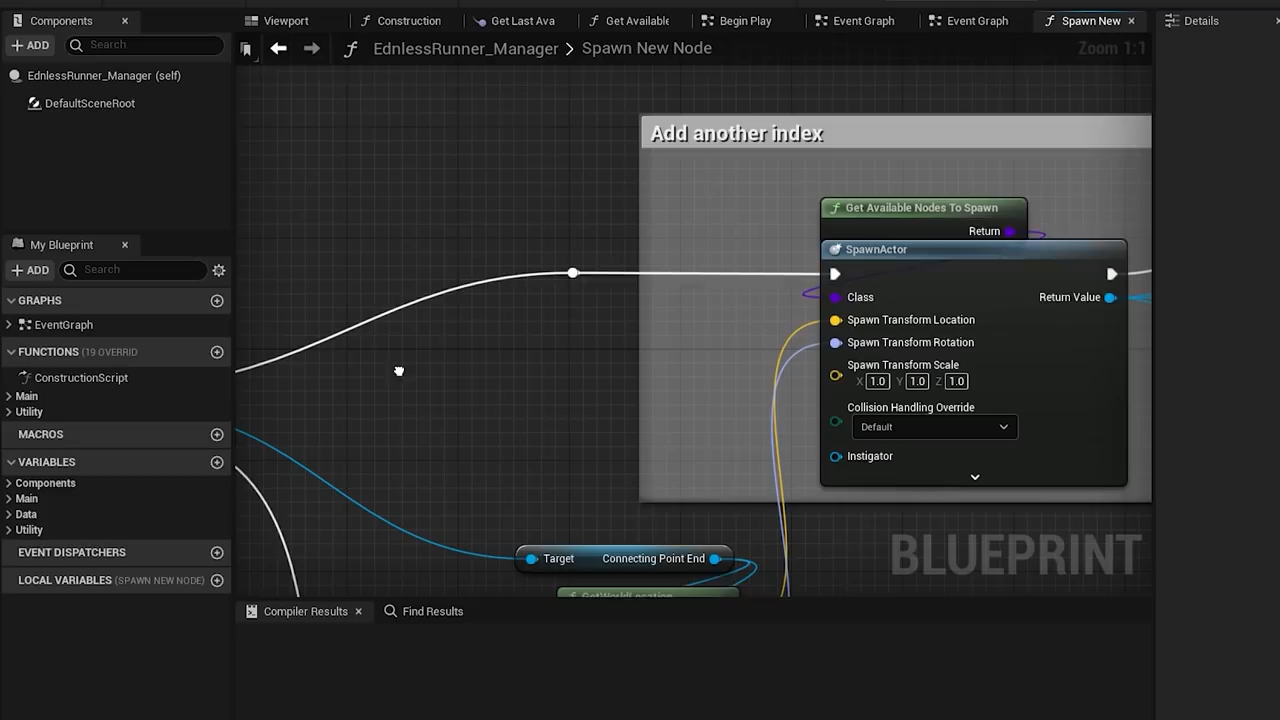 Components
Viewport
Construction
Get Last Ava
Get Available
Begin Play
Event Graph
Event Graph
Spawn New
Details
ADD
Search
EdnlessRunner_Manager > Spawn New Node
Zoom 1:1
EdnlessRunner_Manager (self)
DefaultSceneRoot
Add another index
Get Available Nodes To Spawn
Return
SpawnActor
Class
Return Value
Spawn Transform Location
Spawn Transform Rotation
Spawn Transform Scale
X 1.0 Y 1.0 Z 1.0
Collision Handling Override
Default
Instigator
My Blueprint
ADD
Search
GRAPHS
EventGraph
FUNCTIONS (19 OVERRID
ConstructionScript
Main
Utility
MACROS
VARIABLES
Components
Main
Data
Utility
EVENT DISPATCHERS
LOCAL VARIABLES (SPAWN NEW NODE)
Target
Connecting Point End
GetWorldLocation
BLUEPRINT
Compiler Results
Find Results